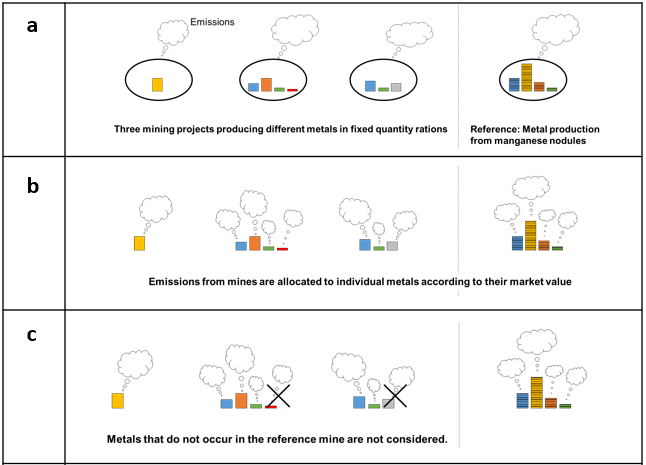 a
Emissions
Three mining projects producing different metals in fixed quantity rations
Reference: Metal production
from manganese nodules
b
Emissions from mines are allocated to individual metals according to their market value
c
Metals that do not occur in the reference mine are not considered.